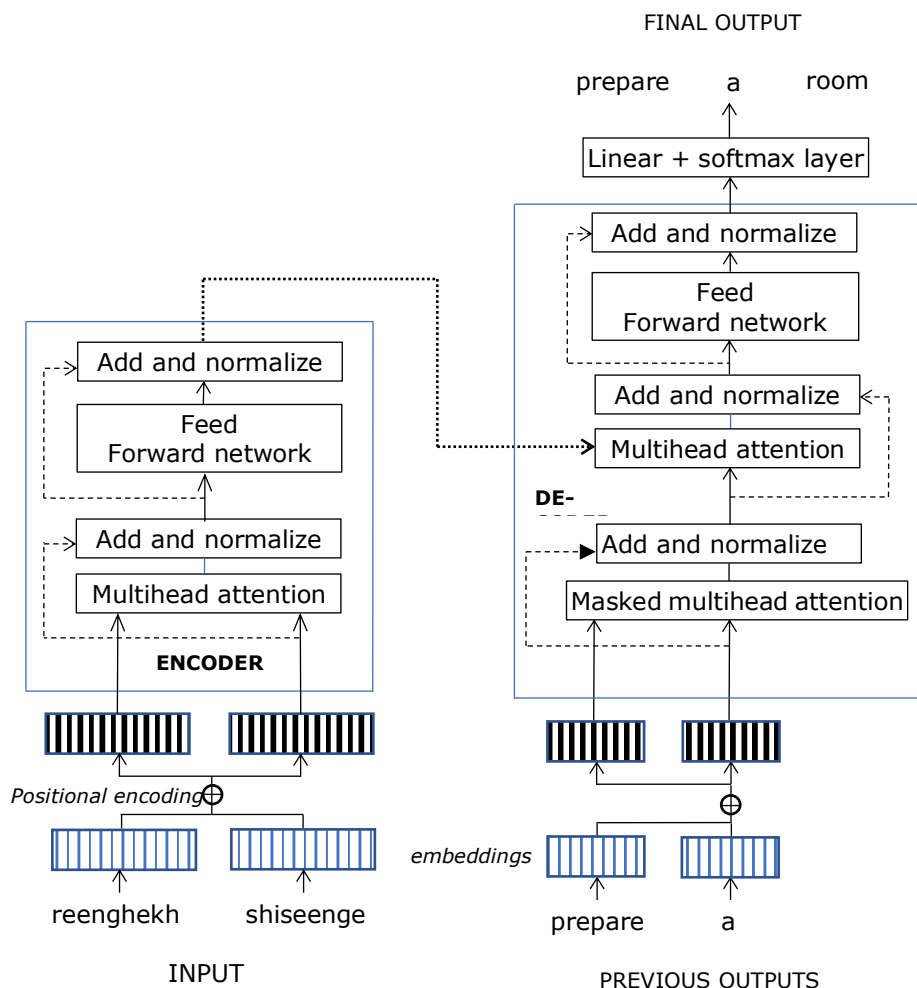 FINAL OUTPUT
prepare a room
Linear + softmax layer
Add and normalize
Feed
Forward network
Add and normalize
Multihead attention
DE-
Add and normalize
Masked multihead attention
Add and normalize
Feed
Forward network
Add and normalize
Multihead attention
ENCODER
Positional encoding
embeddings
reenghekh shiseenge
prepare a
INPUT
PREVIOUS OUTPUTS